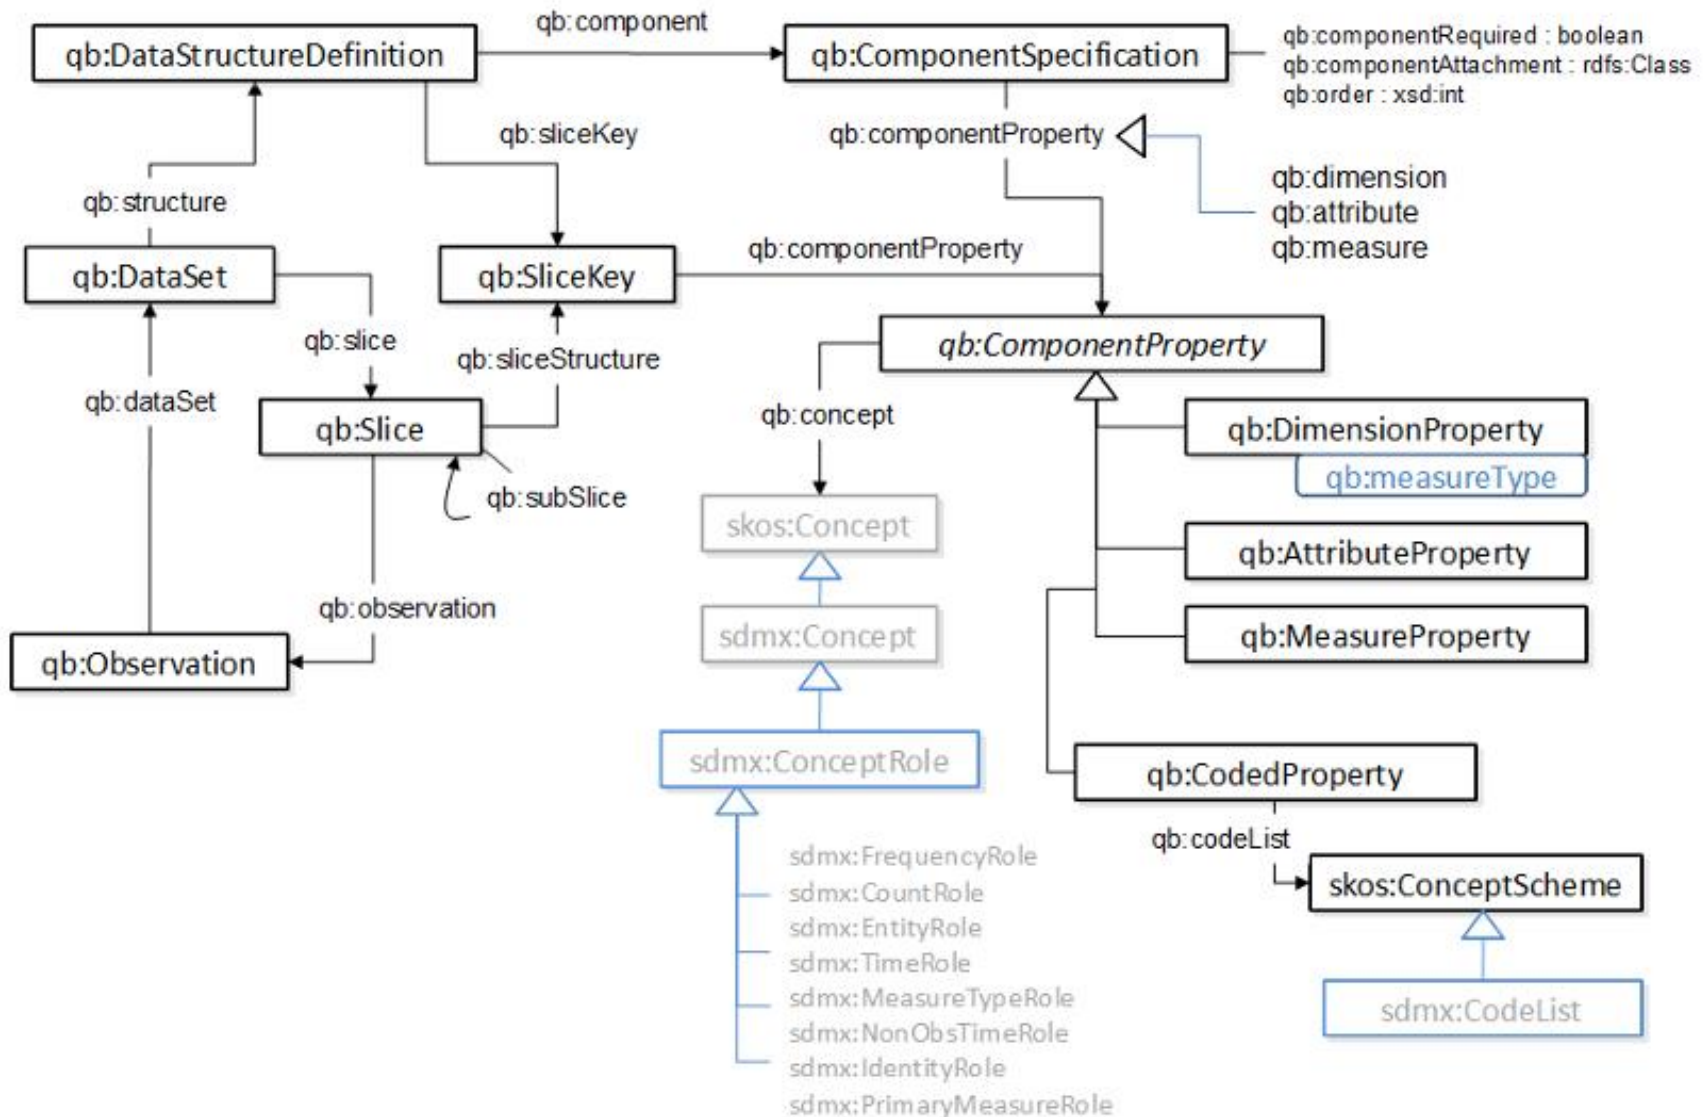 qb:component
qb:DataStructureDefinition
qb:ComponentSpecification
qb:componentRequired : boolean
qb:componentAttachment : rdfs:Class
qb:order : xsd:int
qb:sliceKey
qb:componentProperty
qb:dimension
qb:attribute
qb:measure
qb:structure
qb:DataSet
qb:SliceKey
qb:componentProperty
qb:slice
qb:sliceStructure
qb:ComponentProperty
qb:dataSet
qb:Slice
qb:concept
qb:DimensionProperty
qb:measureType
qb:subSlice
skos:Concept
qb:AttributeProperty
qb:observation
sdmx:Concept
qb:MeasureProperty
qb:Observation
sdmx:ConceptRole
qb:CodedProperty
qb:codeList
skos:ConceptScheme
sdmx:CodeList
sdmx:FrequencyRole
sdmx:CountRole
sdmx:EntityRole
sdmx:TimeRole
sdmx:MeasureTypeRole
sdmx:NonObsTimeRole
sdmx:IdentityRole
sdmx:PrimaryMeasureRole